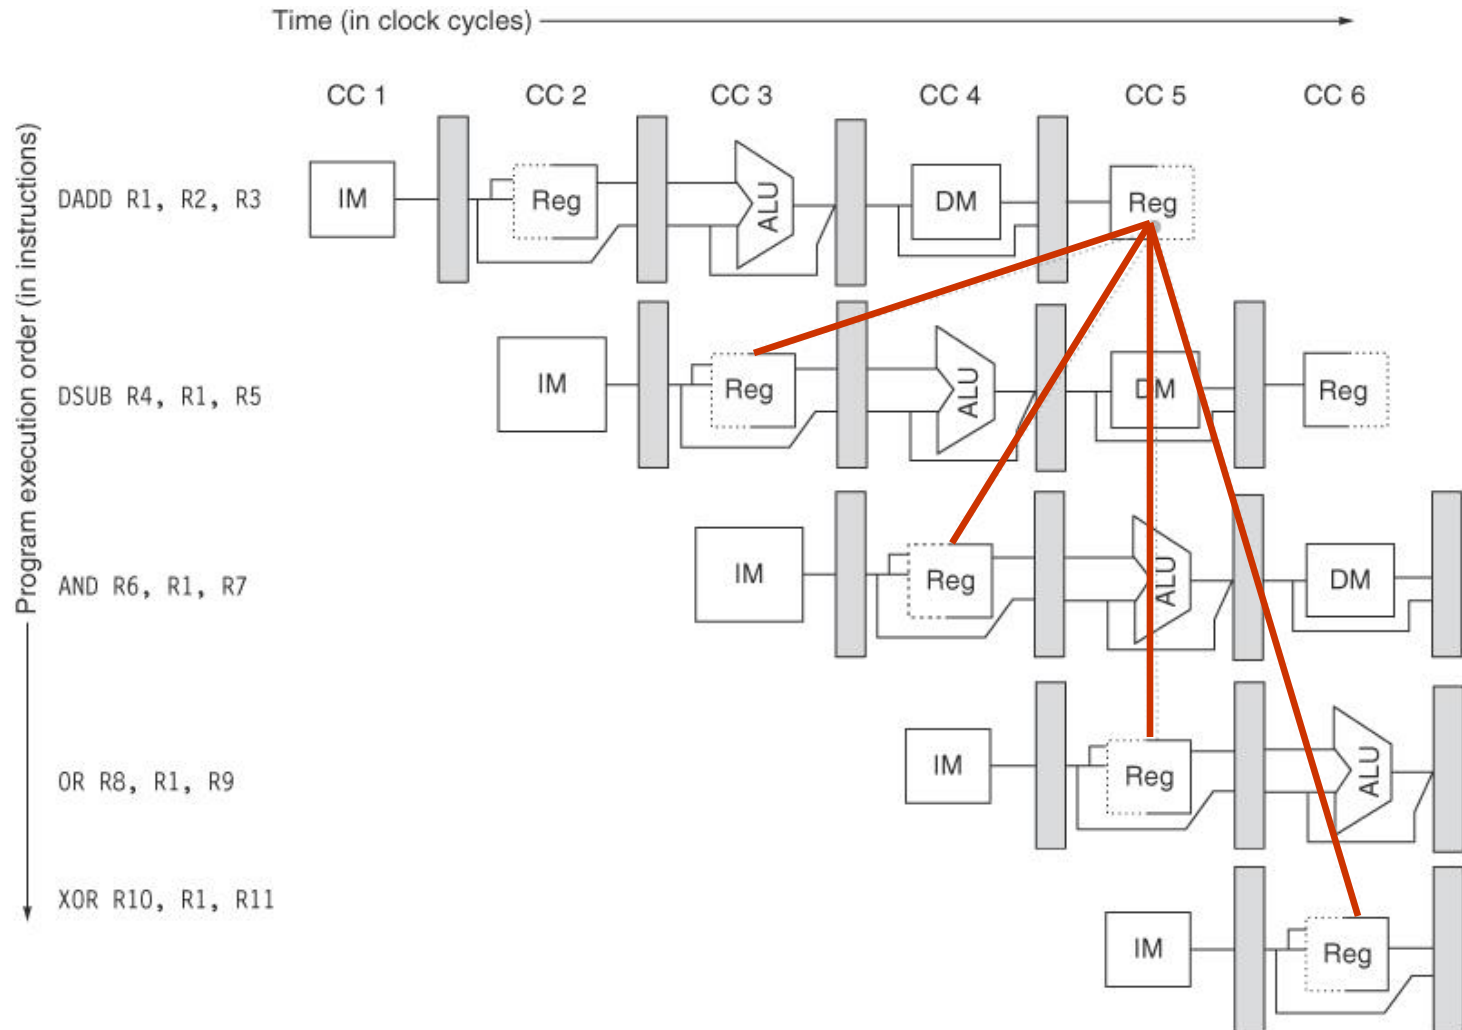 Time (in clock cycles)
CC 1 CC 2 CC 3 CC 4 CC 5 CC 6
Program execution order (in instructions)
DADD R1, R2, R3
IM Reg ALU DM Reg
DSUB R4, R1, R5
IM Reg ALU DM Reg
AND R6, R1, R7
IM Reg ALU DM
OR R8, R1, R9
IM Reg ALU
XOR R10, R1, R11
IM Reg